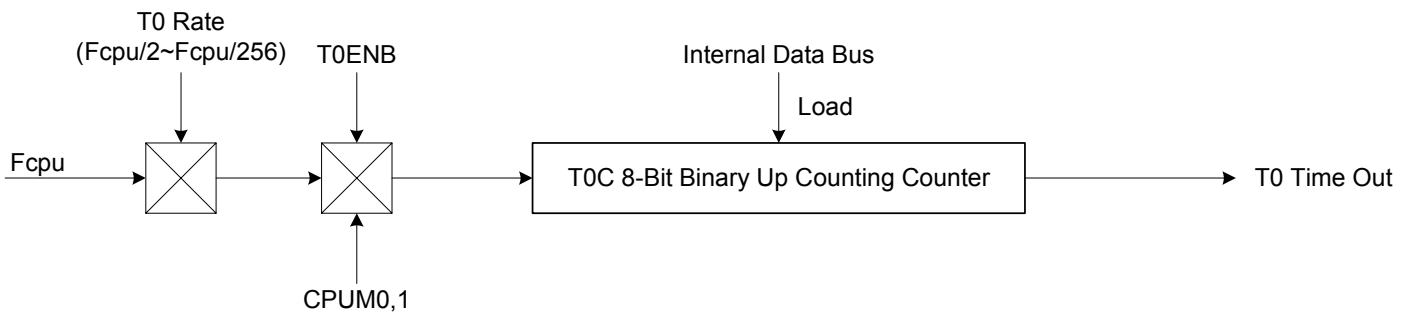 T0 Rate
(Fcpu/2~Fcpu/256)
T0ENB
Internal Data Bus
Load
Fcpu
T0C 8-Bit Binary Up Counting Counter
T0 Time Out
CPUM0,1